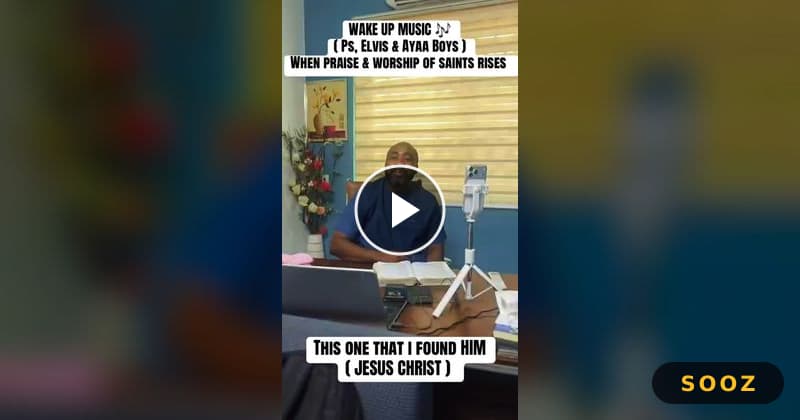 WAKE UP MUSIC 🎶
( Ps, Elvis & Ayaa Boys )
When praise & worship of saints rises
This one that i found HIM
( JESUS CHRIST )
SOOZ